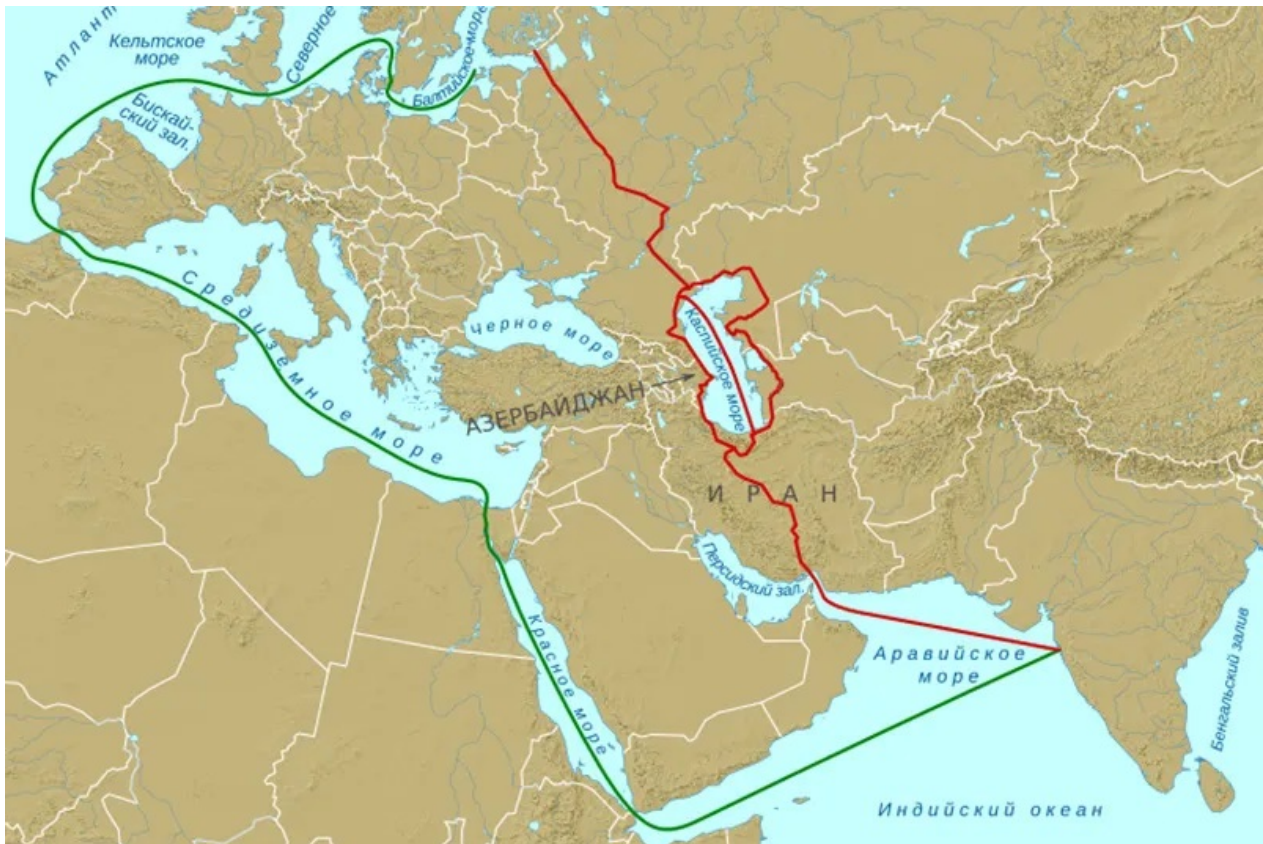 Атлант
Кельтское
море
Северное
Балтийское море
Бискай-
ский зал.
Средиземное море
Черное море
Каспийское море
АЗЕРБАЙДЖАН
ИРАН
Персидский зал.
Красное море
Аравийское
море
Бенгальский залив
Индийский океан